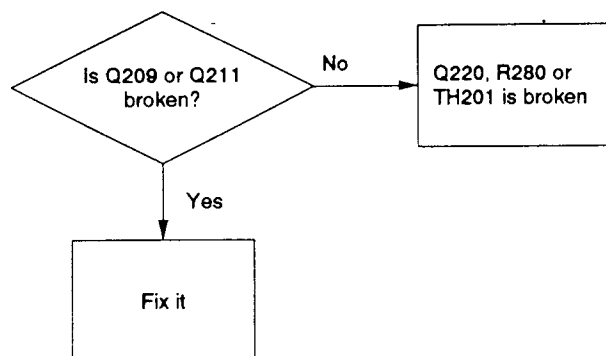 Is Q209 or Q211
broken?
No
Q220, R280 or
TH201 is broken
Yes
Fix it